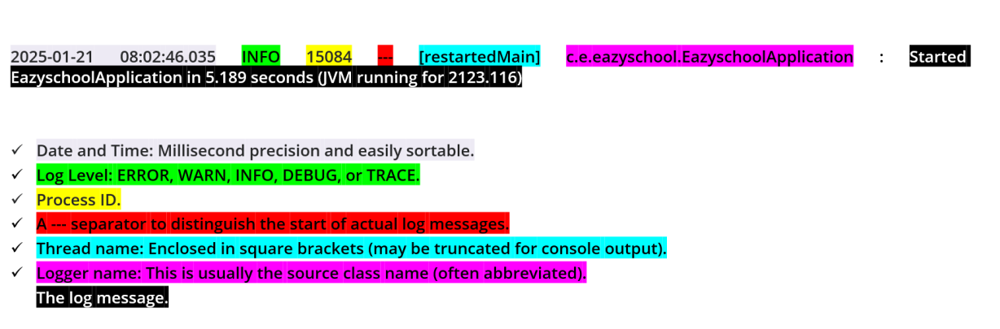 2025-01-21 08:02:46.035 INFO 15084 --- [restartedMain] c.e.eazyschool.EazyschoolApplication : Started
EazyschoolApplication in 5.189 seconds (JVM running for 2123.116)
✓ Date and Time: Millisecond precision and easily sortable.
✓ Log Level: ERROR, WARN, INFO, DEBUG, or TRACE.
✓ Process ID.
✓ A --- separator to distinguish the start of actual log messages.
✓ Thread name: Enclosed in square brackets (may be truncated for console output).
✓ Logger name: This is usually the source class name (often abbreviated).
The log message.